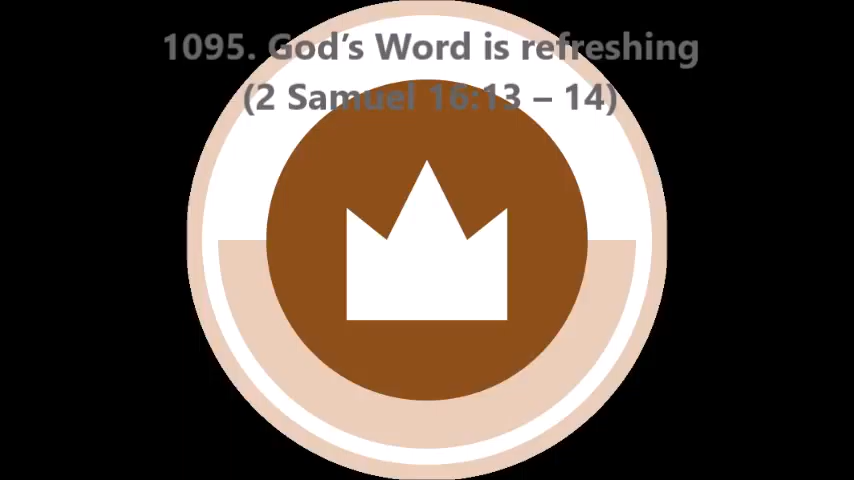 1095. God’s Word is refreshing
(2 Samuel 16:13 – 14)